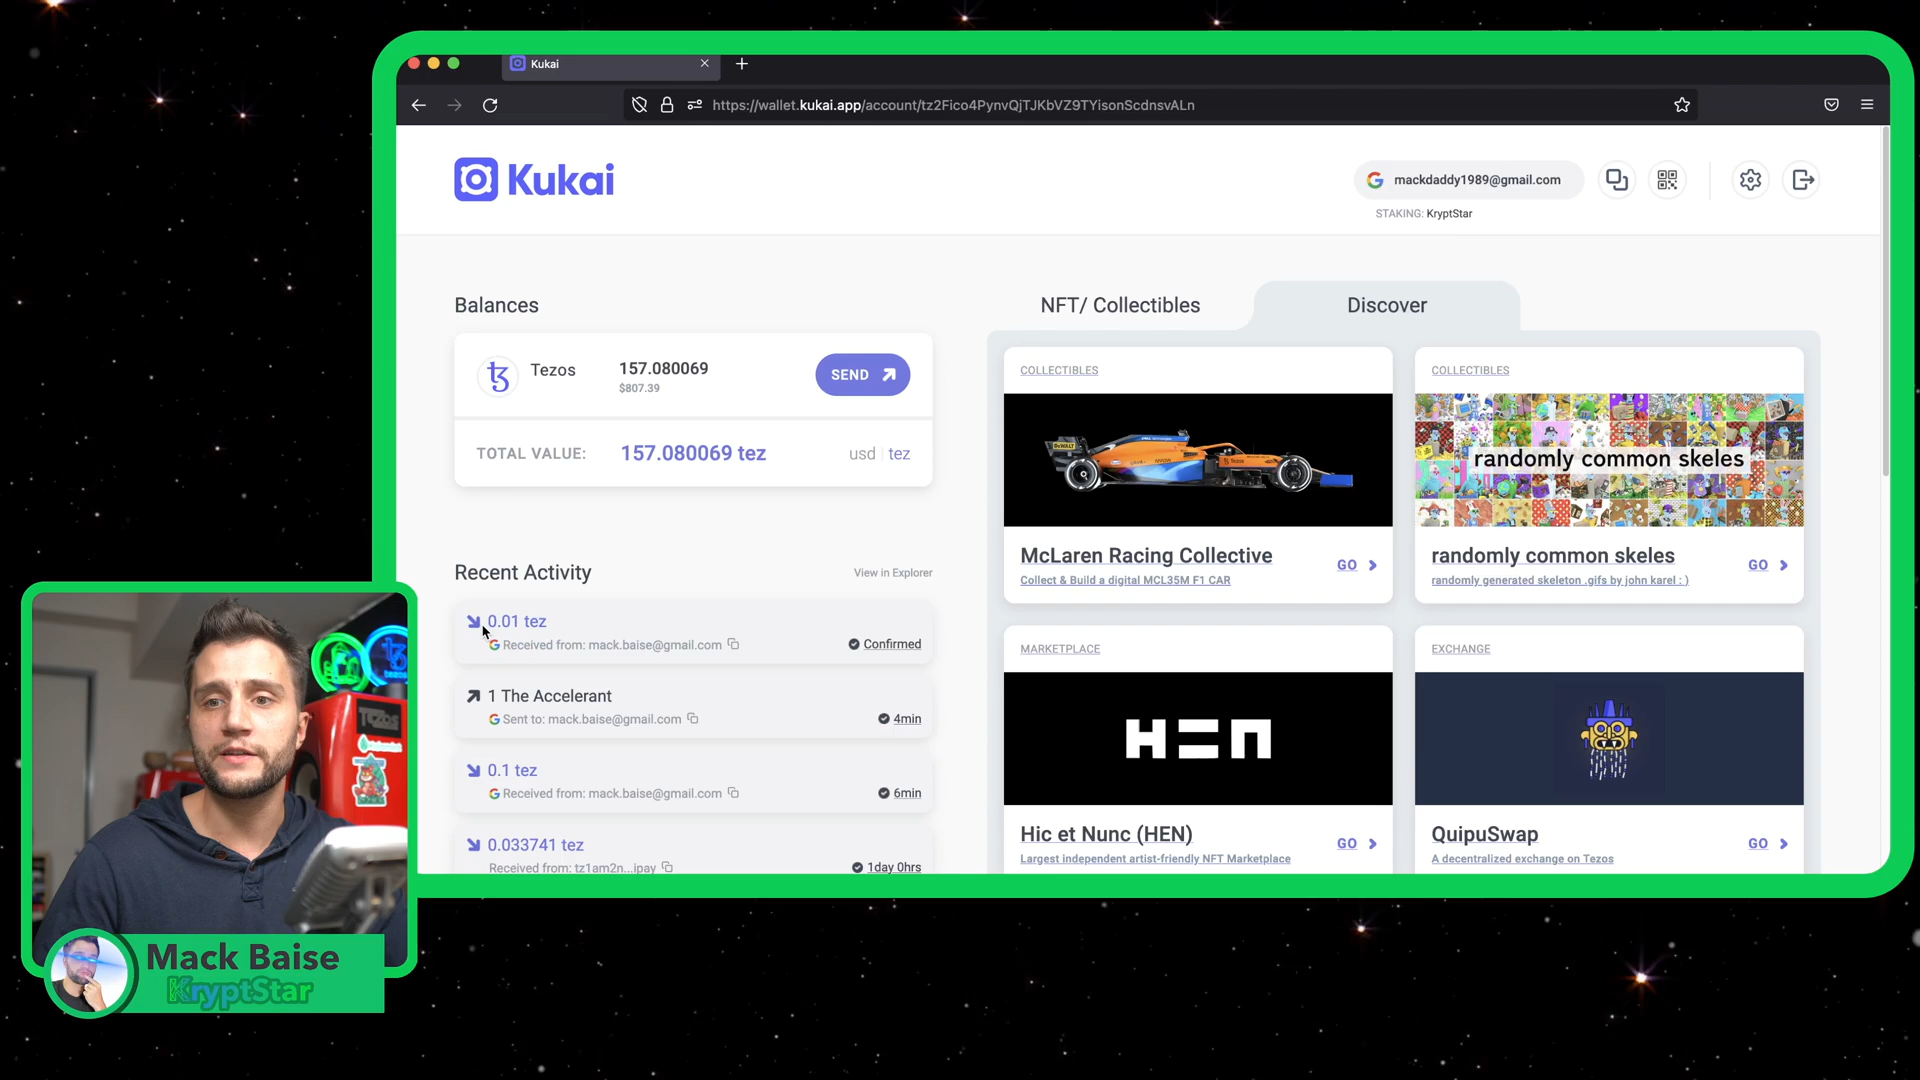 Kukai
https://wallet.kukai.app/account/tz2Fico4PynvQjTJKbVZ9TYisonScdnsvALn
Kukai
mackdaddy1989@gmail.com
STAKING: KryptStar
Balances
Tezos
157.080069
$807.39
SEND
TOTAL VALUE:
157.080069 tez
usd
tez
Recent Activity
View in Explorer
0.01 tez
Received from: mack.baise@gmail.com
Confirmed
1 The Accelerant
Sent to: mack.baise@gmail.com
4min
0.1 tez
Received from: mack.baise@gmail.com
6min
0.033741 tez
Received from: tz1am2n...ipay
1day 0hrs
NFT/ Collectibles
Discover
COLLECTIBLES
DEWALT
McLaren Racing Collective
Collect & Build a digital MCL35M F1 CAR
GO
COLLECTIBLES
randomly common skeles
randomly common skeles
randomly generated skeleton .gifs by john karel : )
GO
MARKETPLACE
HEN
Hic et Nunc (HEN)
Largest independent artist-friendly NFT Marketplace
GO
EXCHANGE
QuipuSwap
A decentralized exchange on Tezos
GO
TEZOS
Mack Baise
KryptStar